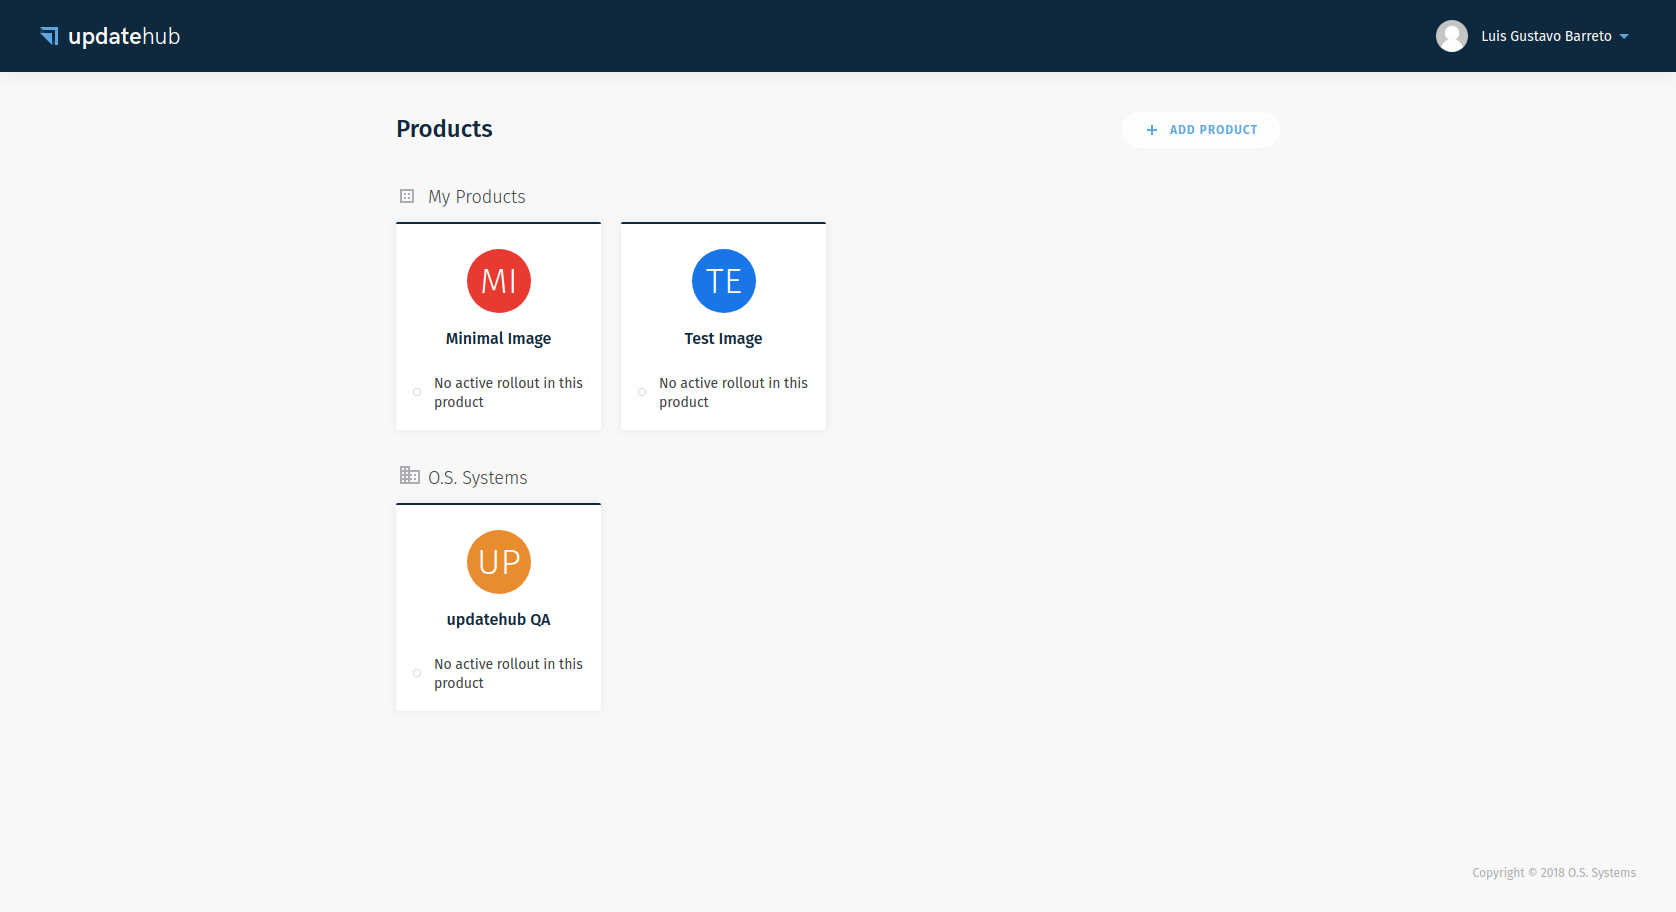 updatehub
Luis Gustavo Barreto
Products
+ ADD PRODUCT
My Products
MI
TE
Minimal Image
Test Image
No active rollout in this
product
No active rollout in this
product
O.S. Systems
UP
updatehub QA
No active rollout in this
product
Copyright © 2018 O.S. Systems